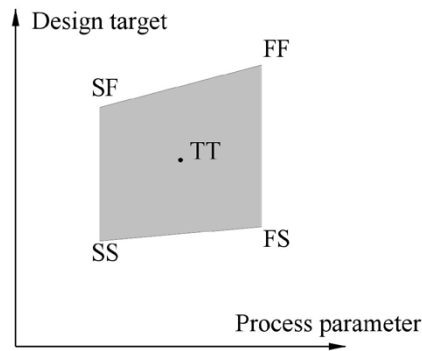 Design target
FF
SF
TT
SS
FS
Process parameter